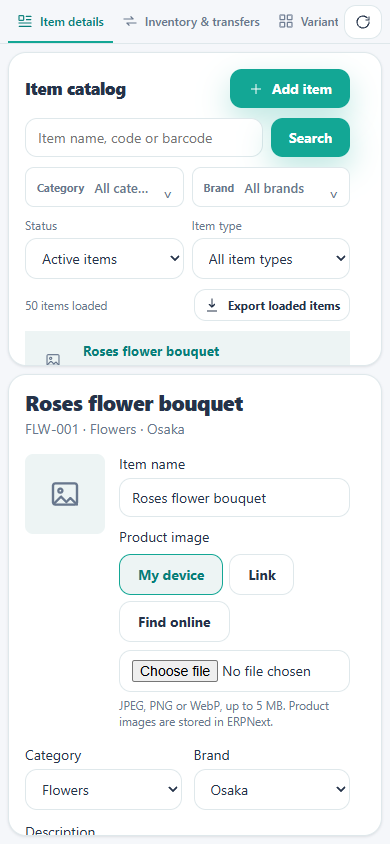 Item details Inventory & transfers Variant
Item catalog
Add item
Item name, code or barcode
Search
Category All cate... Brand All brands
Status Item type
Active items All item types
50 items loaded Export loaded items
Roses flower bouquet
Roses flower bouquet
FLW-001 · Flowers · Osaka
Item name
Roses flower bouquet
Product image
My device Link
Find online
Choose file No file chosen
JPEG, PNG or WebP, up to 5 MB. Product
images are stored in ERPNext.
Category Brand
Flowers Osaka
Description